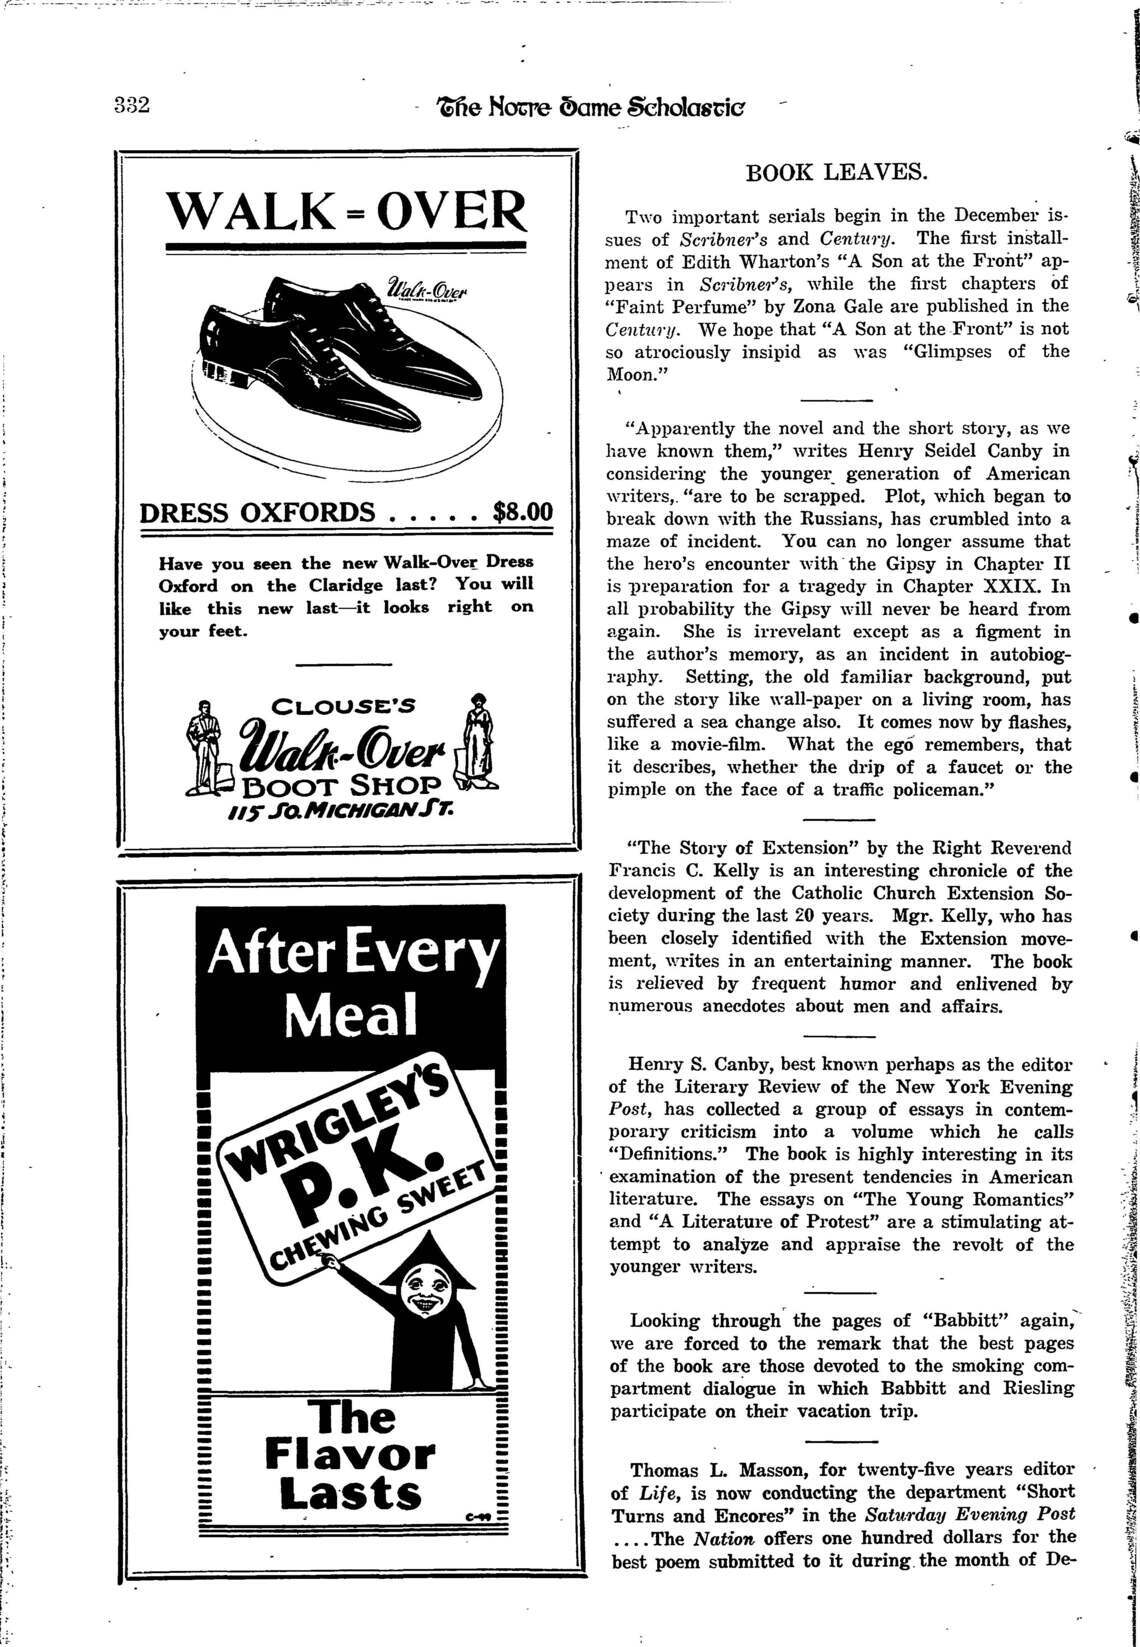 332
The Notre Dame Scholastic
WALK=OVER
Walk-Over
DRESS OXFORDS . . . . . $8.00
Have you seen the new Walk-Over Dress
Oxford on the Claridge last? You will
like this new last—it looks right on
your feet.
CLOUSE'S
Walk-Over
BOOT SHOP
115 SO. MICHIGAN ST.
After Every
Meal
WRIGLEY'S
P.K.
CHEWING SWEET
The
Flavor
Lasts
C-99
BOOK LEAVES.
Two important serials begin in the December is-
sues of Scribner's and Century. The first install-
ment of Edith Wharton's “A Son at the Front” ap-
pears in Scribner's, while the first chapters of
“Faint Perfume” by Zona Gale are published in the
Century. We hope that “A Son at the Front” is not
so atrociously insipid as was “Glimpses of the
Moon.”
“Apparently the novel and the short story, as we
have known them,” writes Henry Seidel Canby in
considering the younger generation of American
writers, “are to be scrapped. Plot, which began to
break down with the Russians, has crumbled into a
maze of incident. You can no longer assume that
the hero's encounter with the Gipsy in Chapter II
is preparation for a tragedy in Chapter XXIX. In
all probability the Gipsy will never be heard from
again. She is irrevelant except as a figment in
the author's memory, as an incident in autobiog-
raphy. Setting, the old familiar background, put
on the story like wall-paper on a living room, has
suffered a sea change also. It comes now by flashes,
like a movie-film. What the ego remembers, that
it describes, whether the drip of a faucet or the
pimple on the face of a traffic policeman.”
“The Story of Extension” by the Right Reverend
Francis C. Kelly is an interesting chronicle of the
development of the Catholic Church Extension So-
ciety during the last 20 years. Mgr. Kelly, who has
been closely identified with the Extension move-
ment, writes in an entertaining manner. The book
is relieved by frequent humor and enlivened by
numerous anecdotes about men and affairs.
Henry S. Canby, best known perhaps as the editor
of the Literary Review of the New York Evening
Post, has collected a group of essays in contem-
porary criticism into a volume which he calls
“Definitions.” The book is highly interesting in its
examination of the present tendencies in American
literature. The essays on “The Young Romantics”
and “A Literature of Protest” are a stimulating at-
tempt to analyze and appraise the revolt of the
younger writers.
Looking through the pages of “Babbitt” again,
we are forced to the remark that the best pages
of the book are those devoted to the smoking com-
partment dialogue in which Babbitt and Riesling
participate on their vacation trip.
Thomas L. Masson, for twenty-five years editor
of Life, is now conducting the department “Short
Turns and Encores” in the Saturday Evening Post
....The Nation offers one hundred dollars for the
best poem submitted to it during the month of De-